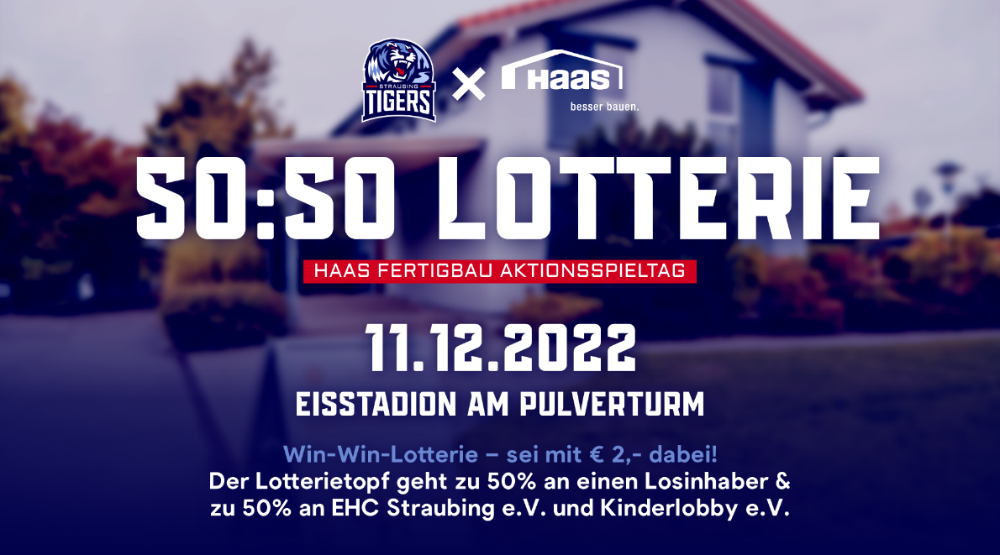 STRAUBING
TIGERS
Haas
besser bauen.
50:50 LOTTERIE
HAAS FERTIGBAU AKTIONSSPIELTAG
11.12.2022
EISSTADION AM PULVERTURM
Win-Win-Lotterie – sei mit € 2,- dabei!
Der Lotterietopf geht zu 50% an einen Losinhaber &
zu 50% an EHC Straubing e.V. und Kinderlobby e.V.